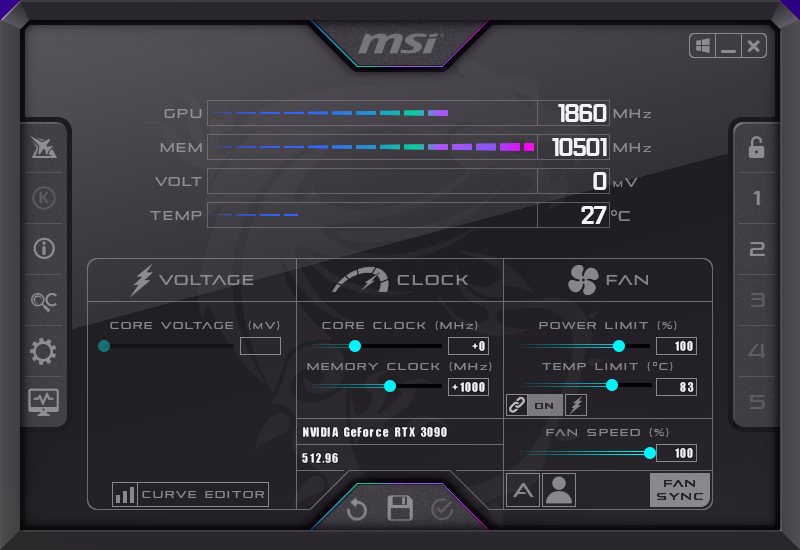 msi
GPU 1860 MHz
MEM 10501 MHz
VOLT 0 mV
TEMP 27 °C
K
1
2
3
4
5
VOLTAGE CLOCK FAN
CORE VOLTAGE (MV) CORE CLOCK (MHz) POWER LIMIT (%)
+0 100
MEMORY CLOCK (MHz) TEMP LIMIT (°C)
+1000 83
ON
NVIDIA GeForce RTX 3090 FAN SPEED (%)
512.96 100
CURVE EDITOR A FAN
SYNC